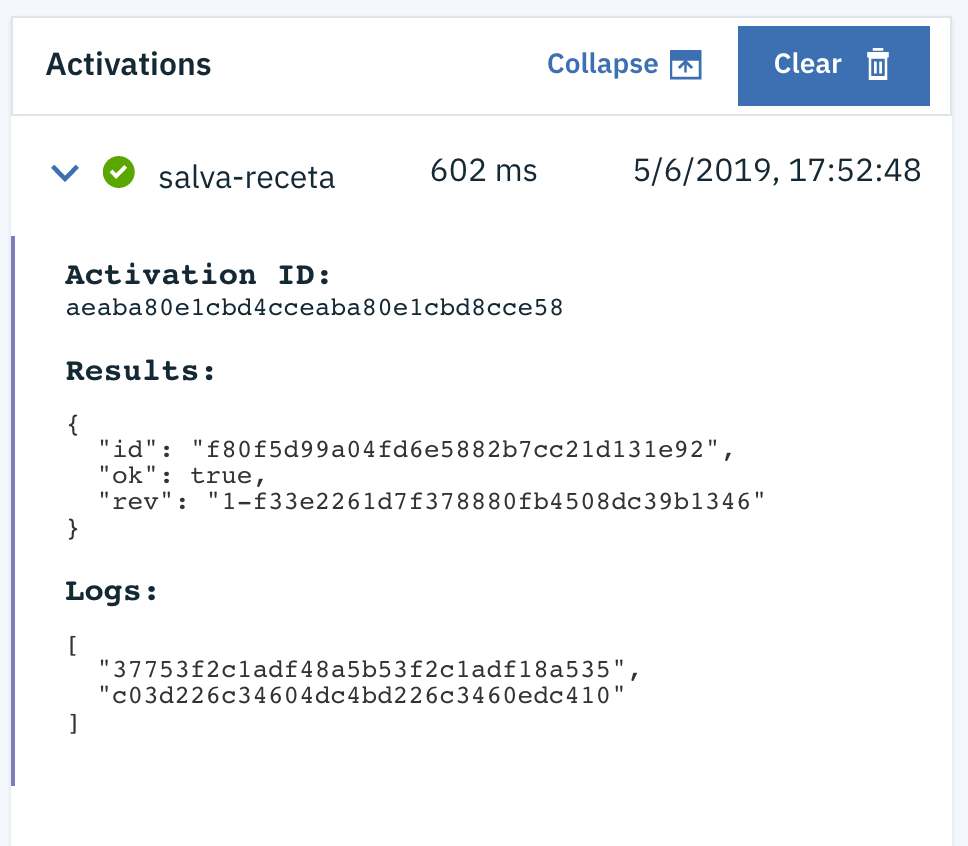 Activations Collapse Clear
salva-receta 602 ms 5/6/2019, 17:52:48
Activation ID:
aeaba80e1cbd4cceaba80e1cbd8cce58
Results:
{
"id": "f80f5d99a04fd6e5882b7cc21d131e92",
"ok": true,
"rev": "1-f33e2261d7f378880fb4508dc39b1346"
}
Logs:
[
"37753f2c1adf48a5b53f2c1adf18a535",
"c03d226c34604dc4bd226c3460edc410"
]